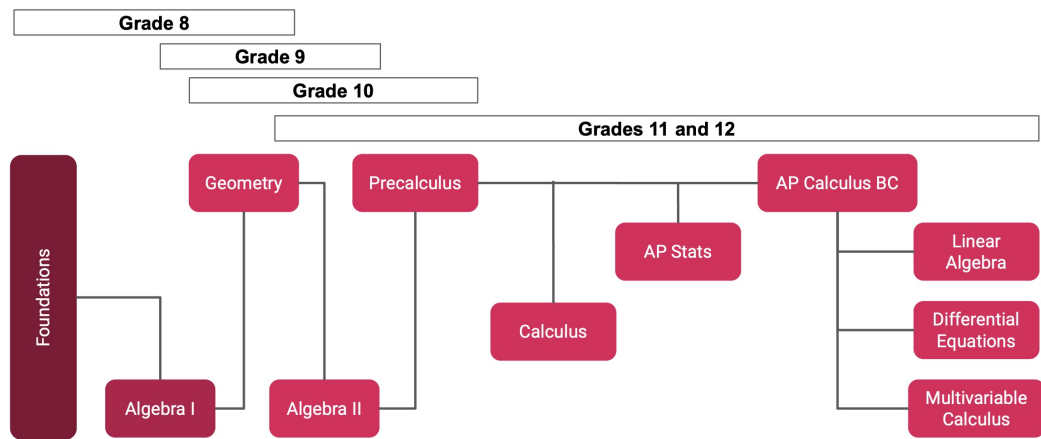 Grade 8
Grade 9
Grade 10
Grades 11 and 12
Foundations
Geometry
Precalculus
AP Calculus BC
AP Stats
Linear
Algebra
Calculus
Differential
Equations
Algebra I
Algebra II
Multivariable
Calculus